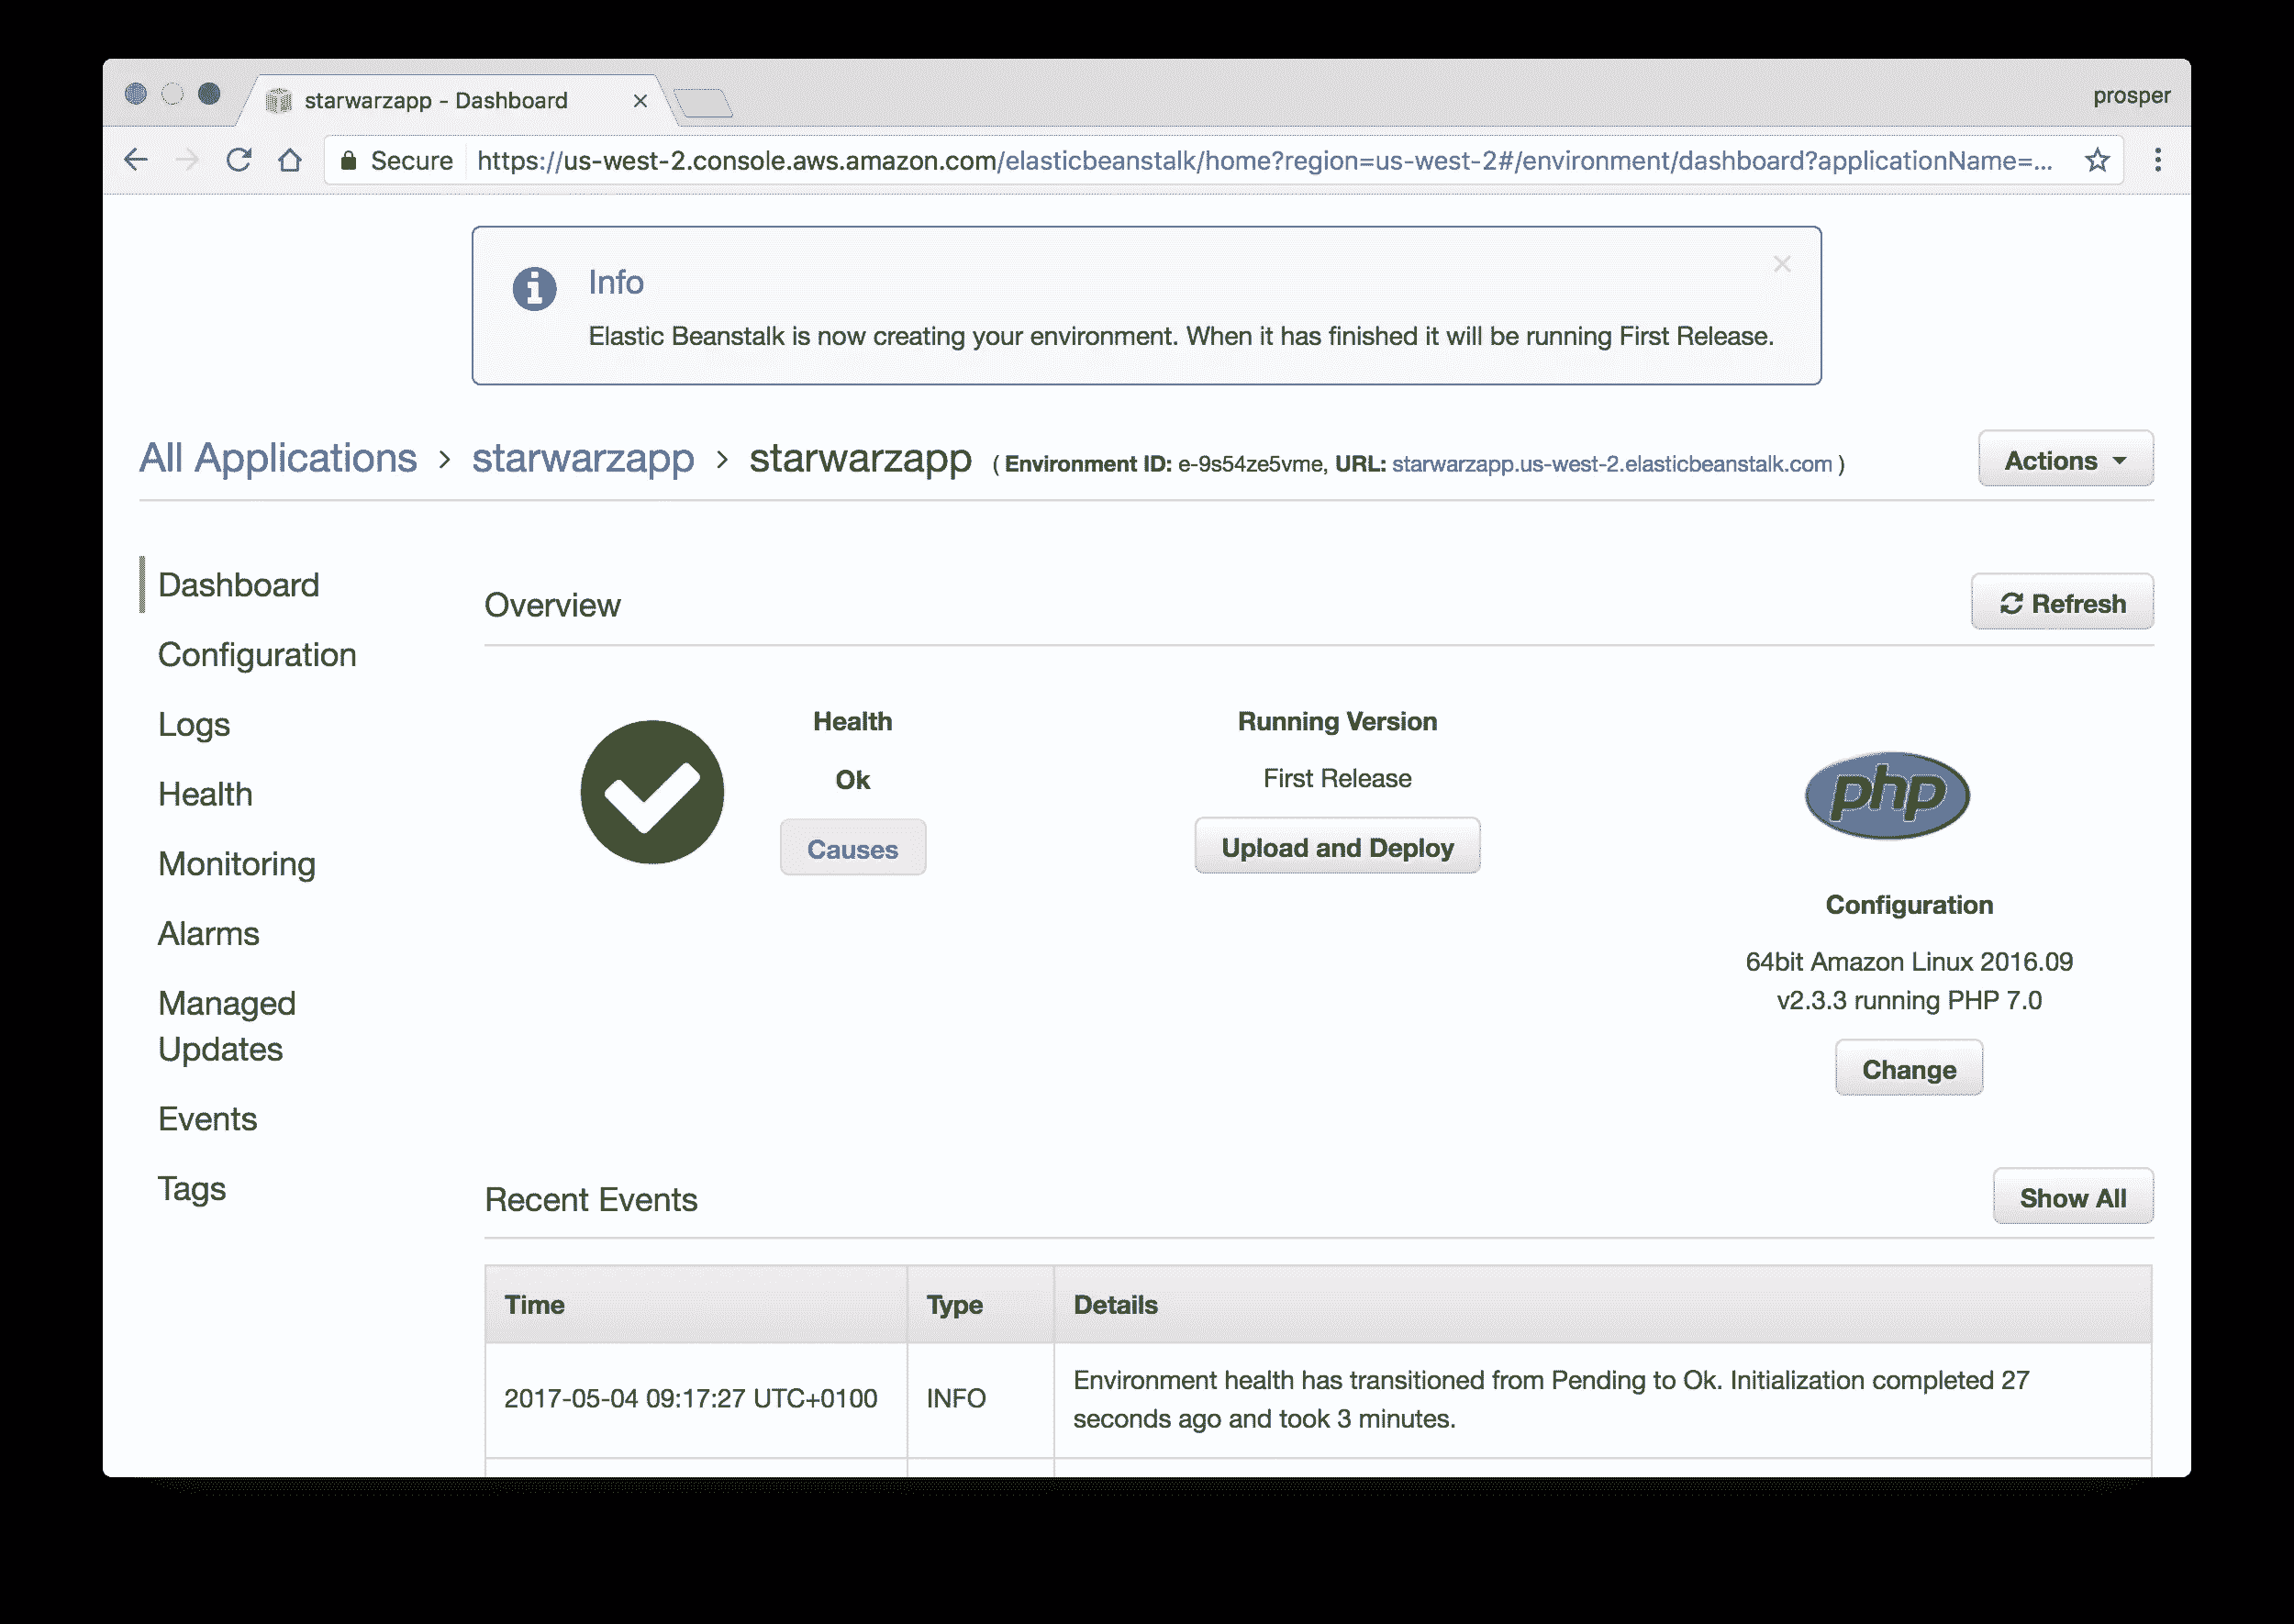 starwarzapp - Dashboard
prosper
Secure https://us-west-2.console.aws.amazon.com/elasticbeanstalk/home?region=us-west-2#/environment/dashboard?applicationName=...
Info
Elastic Beanstalk is now creating your environment. When it has finished it will be running First Release.
All Applications > starwarzapp > starwarzapp ( Environment ID: e-9s54ze5vme, URL: starwarzapp.us-west-2.elasticbeanstalk.com )
Actions
Dashboard
Configuration
Logs
Health
Monitoring
Alarms
Managed
Updates
Events
Tags
Overview
Refresh
Health
Ok
Causes
Running Version
First Release
Upload and Deploy
php
Configuration
64bit Amazon Linux 2016.09
v2.3.3 running PHP 7.0
Change
Recent Events
Show All
Time Type Details
2017-05-04 09:17:27 UTC+0100 INFO Environment health has transitioned from Pending to Ok. Initialization completed 27
seconds ago and took 3 minutes.